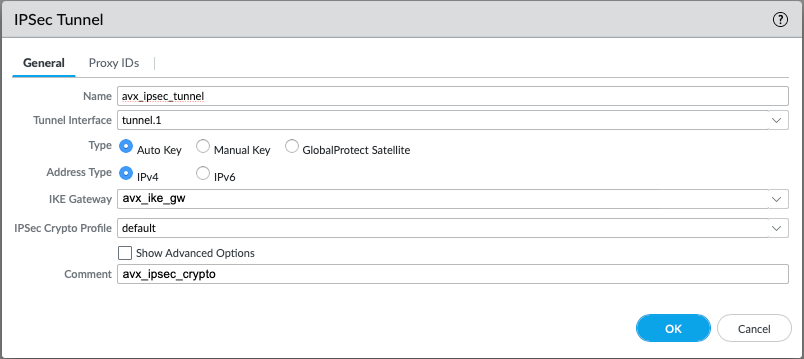 IPSec Tunnel ?
General Proxy IDs
Name avx_ipsec_tunnel
Tunnel Interface tunnel.1
Type Auto Key Manual Key GlobalProtect Satellite
Address Type IPv4 IPv6
IKE Gateway avx_ike_gw
IPSec Crypto Profile default
Show Advanced Options
Comment avx_ipsec_crypto
OK Cancel